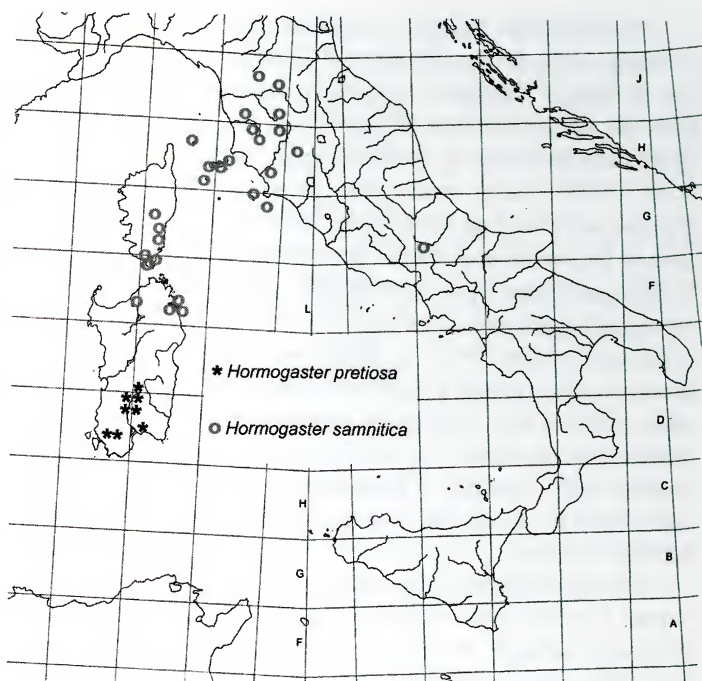 J
H
G
F
L
* Hormogaster pretiosa
Hormogaster samnitica
D
C
H
B
G
A
F